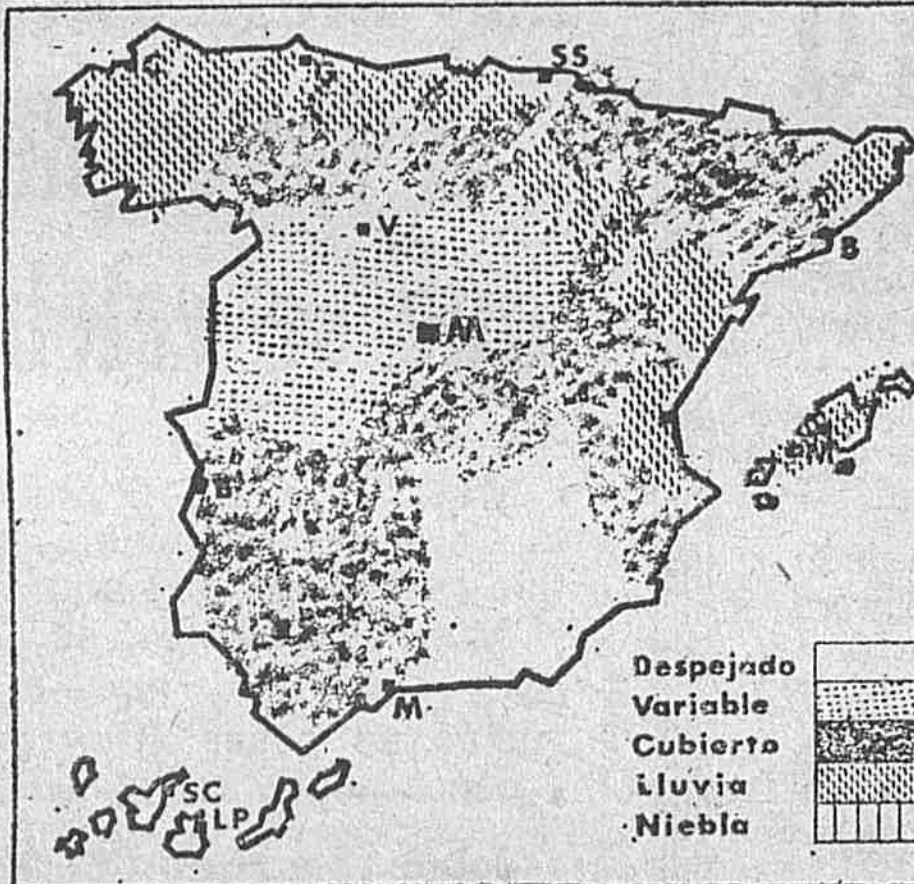 SS
G
V
B
M
M
B
M
SC
LP
Despejado
Variable
Cubierto
Lluvia
Niebla